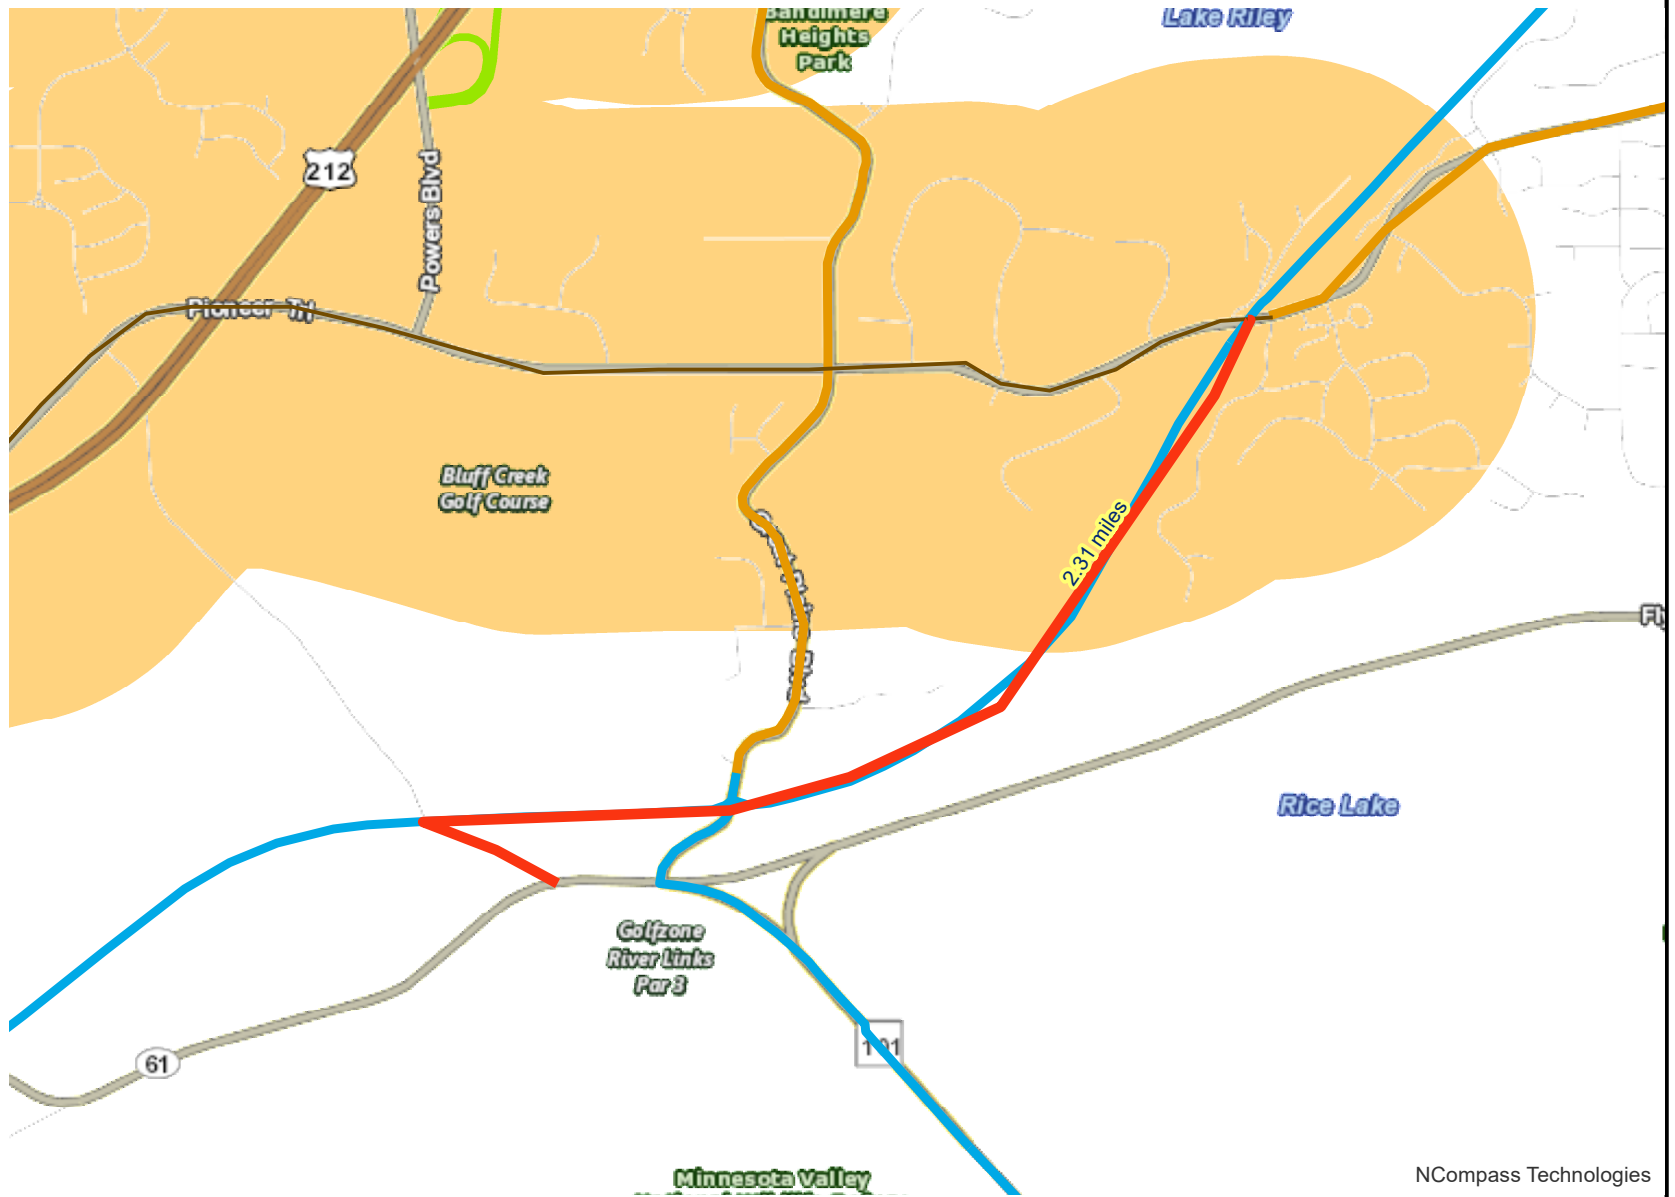 Bandimere
Heights
Park
Lake Riley
212
Powers Blvd
Pioneer Trl
Bluff Creek
Golf Course
2.31 miles
Rice Lake
Golfzone
River Links
Par 3
101
61
Minnesota Valley
NCompass Technologies